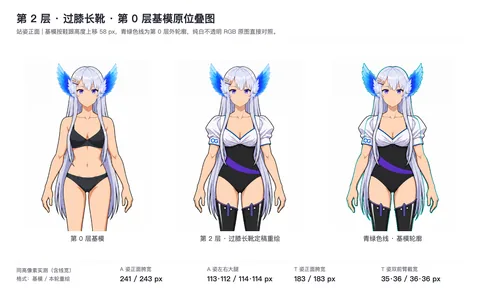 第 2 层 · 过膝长靴 · 第 0 层基模原位叠图
站姿正面 | 基模按鞋跟高度上移 58 px。青绿色线为第 0 层外轮廓，纯白不透明 RGB 原图直接对照。
第 0 层基模
第 2 层 · 过膝长靴定稿重绘
青绿色线 · 基模轮廓
同高像素实测（含线宽）
格式：基模 / 本轮重绘
A 姿正面胯宽
241 / 243 px
A 姿左右大腿
113·112 / 114·114 px
T 姿正面胯宽
183 / 183 px
T 姿双前臂截宽
35·36 / 36·36 px